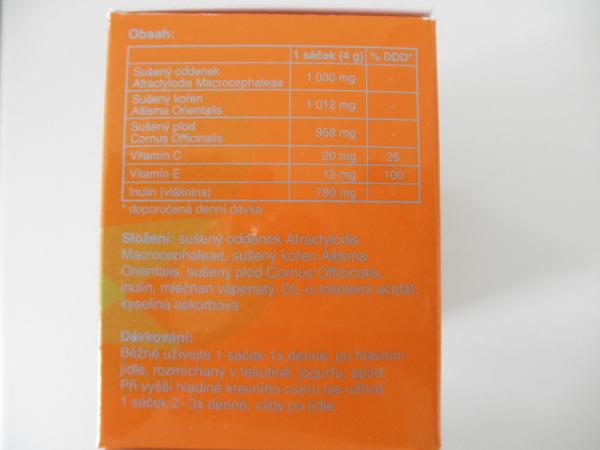 Obsah:
1 sáček (4 g) % DDD*
Sušený oddenek
Atractylodis Macrocephaleae 1 030 mg -
Sušený kořen
Alisma Orientalis 1 012 mg -
Sušený plod
Cornus Officinalis 958 mg -
Vitamín C 20 mg 25
Vitamín E 12 mg 100
Inulin (vláknina) 780 mg -
* doporučená denní dávka
Složení: sušený oddenek Atractylodis
Macrocephaleae, sušený kořen Alisma
Orientalis, sušený plod Cornus Officinalis,
inulin, mléčnan vápenatý, DL-α-tokoferol acetát,
kyselina askorbová
Dávkování:
Běžně užívejte 1 sáček 1x denně, po hlavním
jídle, rozmíchaný v tekutině, jogurtu, apod.
Při vyšší hladině krevního cukru lze užívat
1 sáček 2–3x denně, vždy po jídle.